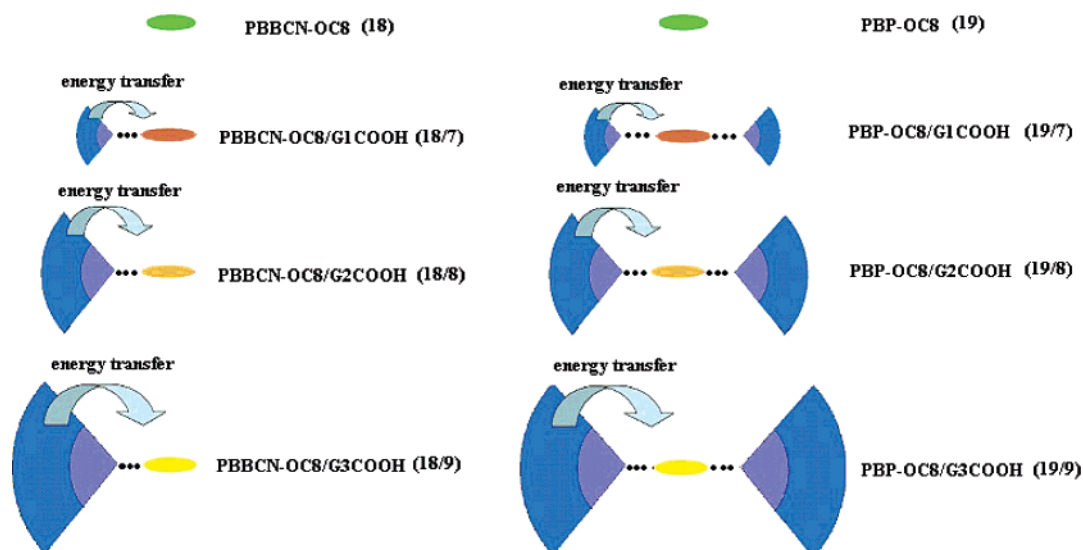 PBBCN-OC8 (18)
PBP-OC8 (19)
energy transfer
PBBCN-OC8/G1COOH (18/7)
energy transfer
PBP-OC8/G1COOH (19/7)
energy transfer
PBBCN-OC8/G2COOH (18/8)
energy transfer
PBP-OC8/G2COOH (19/8)
energy transfer
PBBCN-OC8/G3COOH (18/9)
energy transfer
PBP-OC8/G3COOH (19/9)